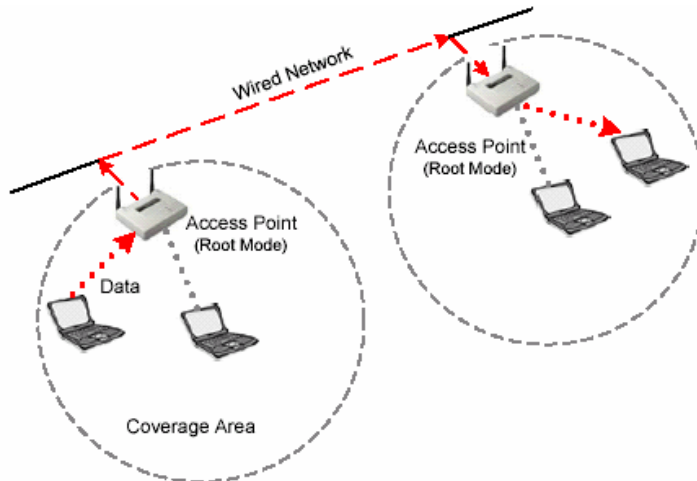 Wired Network
Access Point
(Root Mode)
Access Point
(Root Mode)
Data
Coverage Area